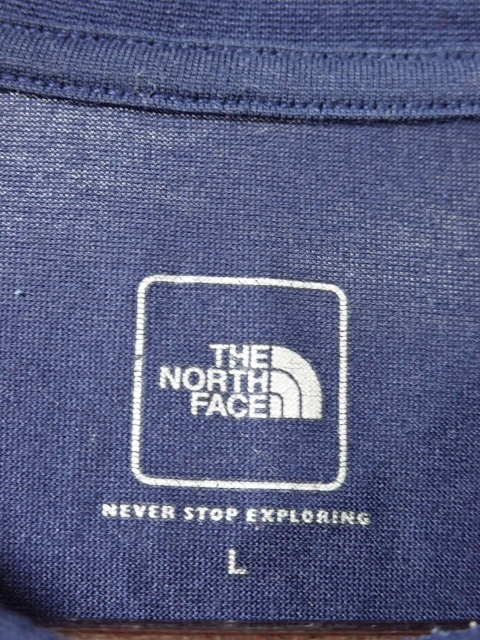 THE
NORTH
FACE
NEVER STOP EXPLORING
L